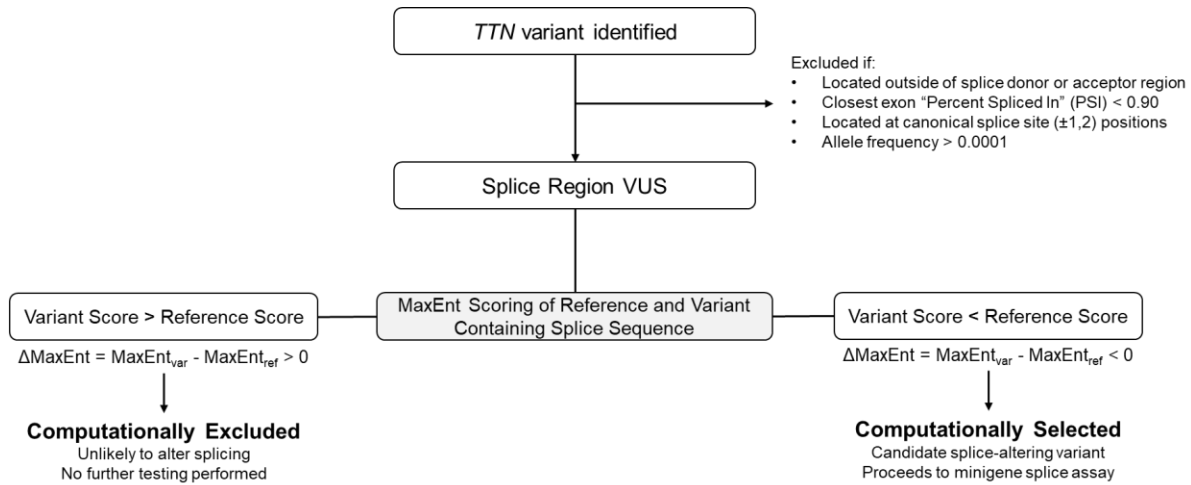 TTN variant identified
Excluded if:
• Located outside of splice donor or acceptor region
• Closest exon “Percent Spliced In” (PSI) < 0.90
• Located at canonical splice site (±1,2) positions
• Allele frequency > 0.0001
Splice Region VUS
MaxEnt Scoring of Reference and Variant
Containing Splice Sequence
Variant Score > Reference Score
ΔMaxEnt = MaxEntvar - MaxEntref > 0
Computationally Excluded
Unlikely to alter splicing
No further testing performed
Variant Score < Reference Score
ΔMaxEnt = MaxEntvar - MaxEntref < 0
Computationally Selected
Candidate splice-altering variant
Proceeds to minigene splice assay